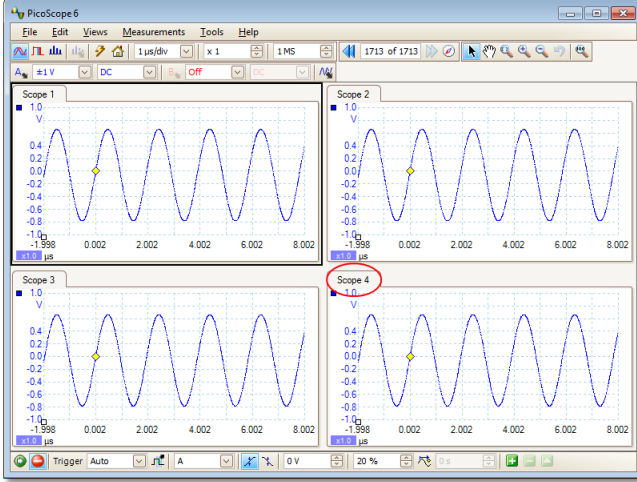 PicoScope 6
File Edit Views Measurements Tools Help
1 µs/div x 1 1 MS 1713 of 1713
A ±1 V DC B Off DC
Scope 1
1.0
V
0.4
0.2
0.0
-0.2
-0.4
-0.6
-0.8
-1.0
-1.998 0.002 2.002 4.002 6.002 8.002
x1.0 µs
Scope 2
1.0
V
0.4
0.2
0.0
-0.2
-0.4
-0.6
-0.8
-1.0
-1.998 0.002 2.002 4.002 6.002 8.002
x1.0 µs
Scope 3
1.0
V
0.4
0.2
0.0
-0.2
-0.4
-0.6
-0.8
-1.0
-1.998 0.002 2.002 4.002 6.002 8.002
x1.0 µs
Scope 4
1.0
V
0.4
0.2
0.0
-0.2
-0.4
-0.6
-0.8
-1.0
-1.998 0.002 2.002 4.002 6.002 8.002
x1.0 µs
Trigger Auto A 0 V 20 % 0 s